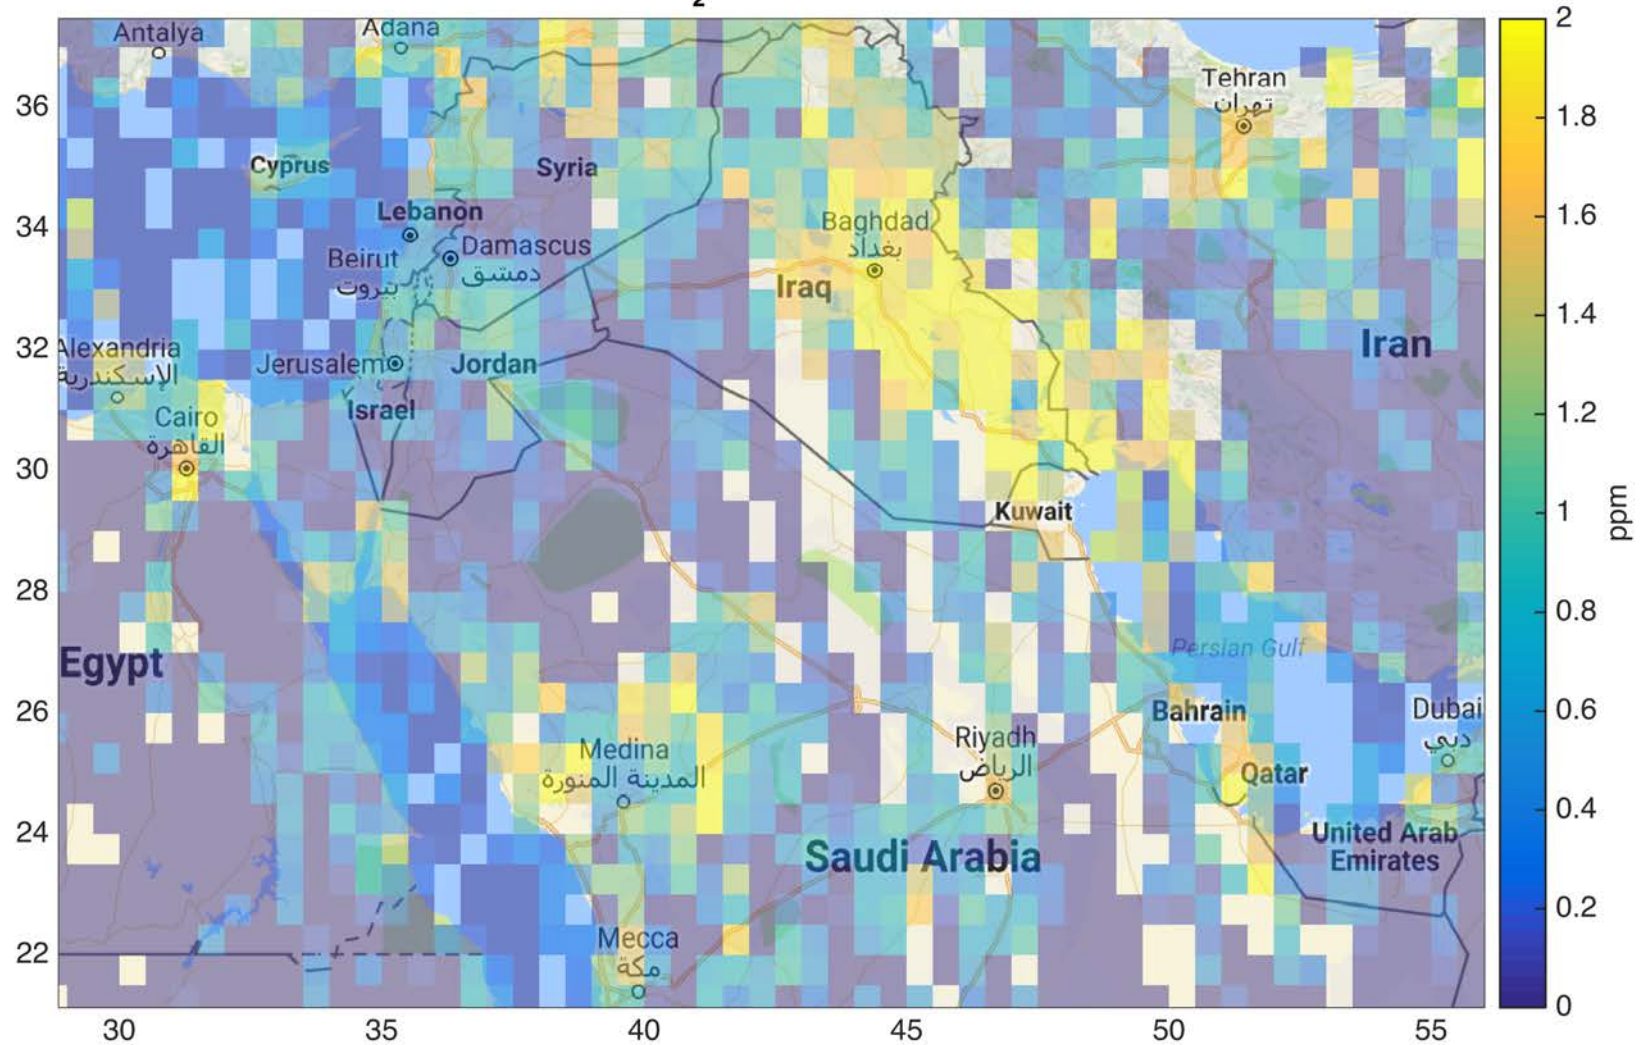 2
Antalya
Adana
Tehran
تهران
Cyprus
Syria
Lebanon
Beirut
بيروت
Damascus
دمشق
Baghdad
بغداد
Iraq
Iran
Alexandria
الإسكندرية
Jerusalem
Jordan
Israel
Cairo
القاهرة
Kuwait
Egypt
Persian Gulf
Bahrain
Dubai
دبي
Medina
المدينة المنورة
Riyadh
الرياض
Qatar
United Arab
Emirates
Saudi Arabia
Mecca
مكة
36
34
32
30
28
26
24
22
30
35
40
45
50
55
2
1.8
1.6
1.4
1.2
1
0.8
0.6
0.4
0.2
0
ppm